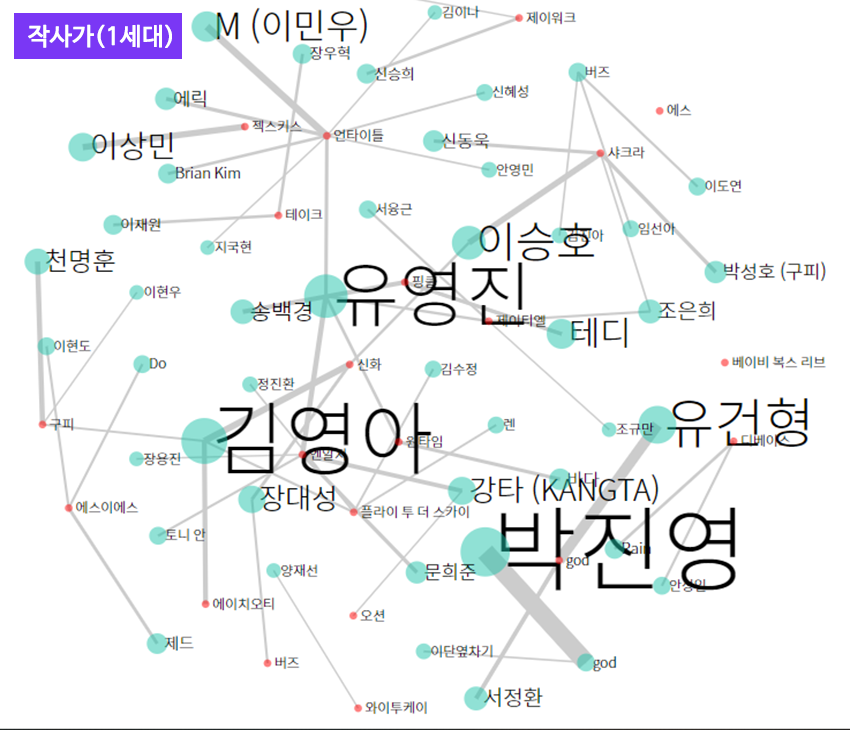 작사가(1세대)
M (이민우)
김이나
제이워크
장우혁
신승희
버즈
에릭
신혜성
에스
젝스키스
언타이틀
이상민
신동욱
샤크라
Brian Kim
안영민
이도연
이재원
테이크
서용근
임선아
지국현
이승호
천명훈
박성호 (구피)
핑클
유영진
이현우
송백경
제이티엘
조은희
테디
이현도
Do
신화
김수정
베이비 복스 리브
정진환
구피
김영아
렌
조규만
유건형
원타임
디베이스
장용진
바다
강타 (KANGTA)
장대성
에스이에스
플라이 투 더 스카이
토니 안
박진영
Rain
god
양재선
문희준
에이치오티
오션
제드
이단옆차기
버즈
god
서정환
와이투케이